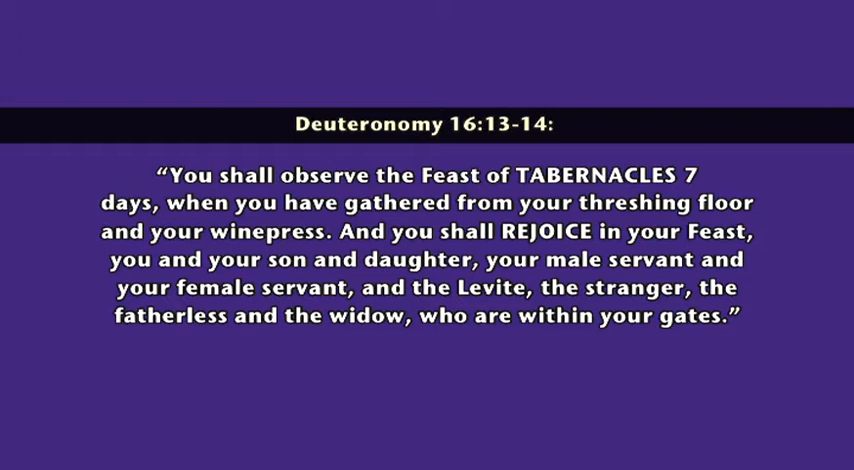 Deuteronomy 16:13-14:
“You shall observe the Feast of TABERNACLES 7
days, when you have gathered from your threshing floor
and your winepress. And you shall REJOICE in your Feast,
you and your son and daughter, your male servant and
your female servant, and the Levite, the stranger, the
fatherless and the widow, who are within your gates.”